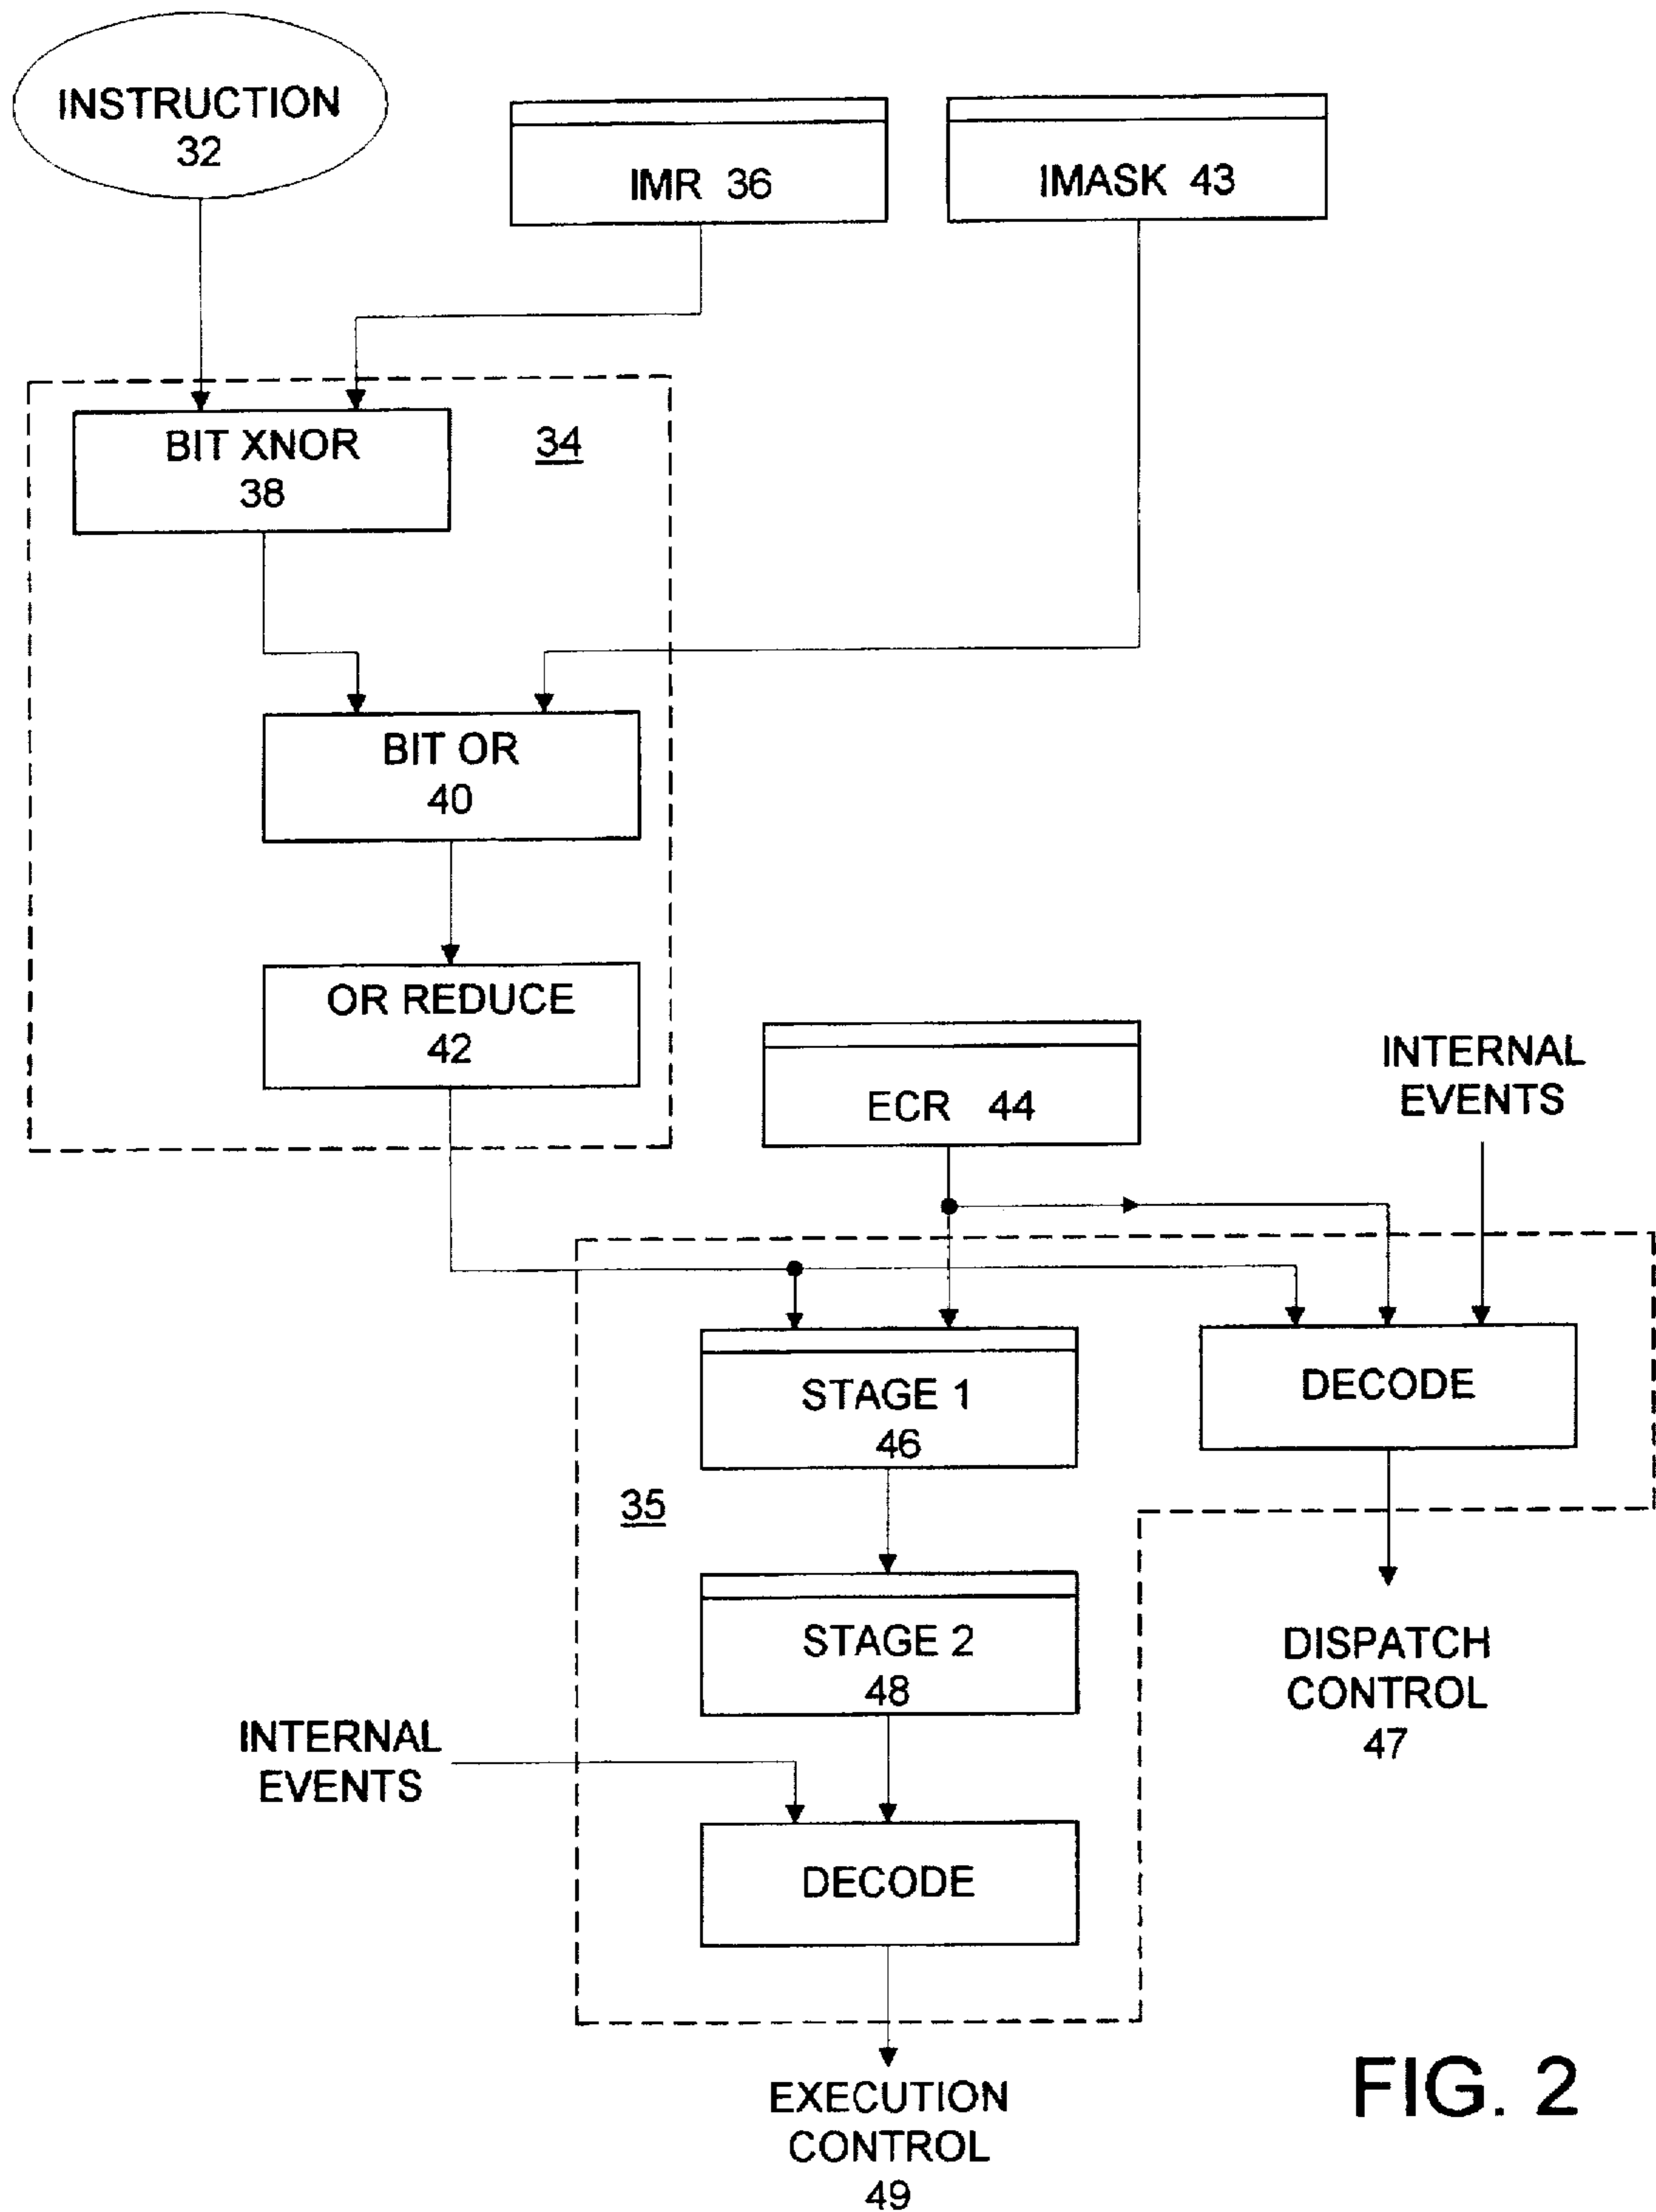 INSTRUCTION
32
IMR 36
IMASK 43
BIT XNOR
38
34
BIT OR
40
OR REDUCE
42
ECR 44
INTERNAL
EVENTS
STAGE 1
46
DECODE
35
STAGE 2
48
DISPATCH
CONTROL
47
INTERNAL
EVENTS
DECODE
EXECUTION
CONTROL
49
FIG. 2